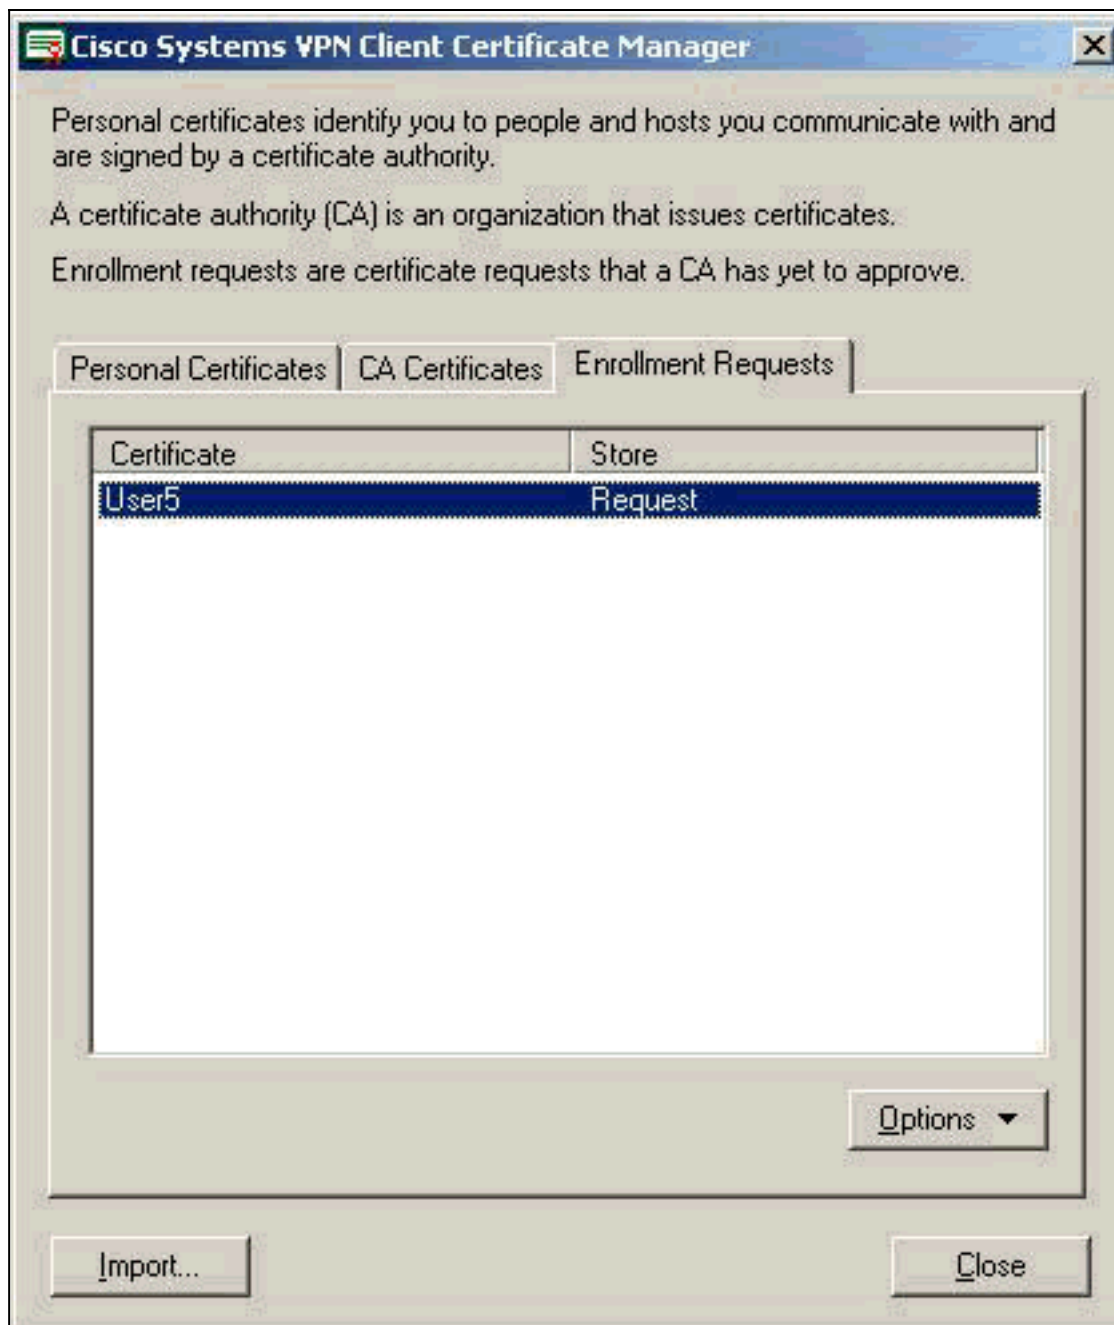 Cisco Systems VPN Client Certificate Manager
Personal certificates identify you to people and hosts you communicate with and
are signed by a certificate authority.
A certificate authority (CA) is an organization that issues certificates.
Enrollment requests are certificate requests that a CA has yet to approve.
Personal Certificates CA Certificates Enrollment Requests
Certificate Store
User5 Request
Options
Import... Close